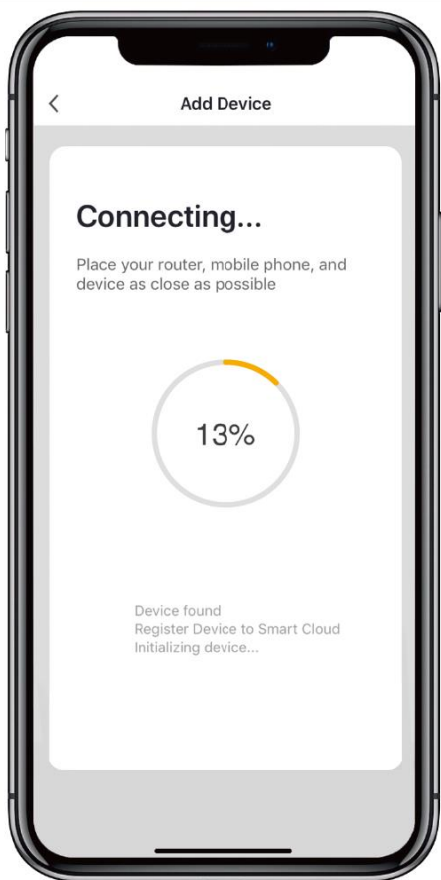 Add Device
Connecting...
Place your router, mobile phone, and
device as close as possible
13%
Device found
Register Device to Smart Cloud
Initializing device...